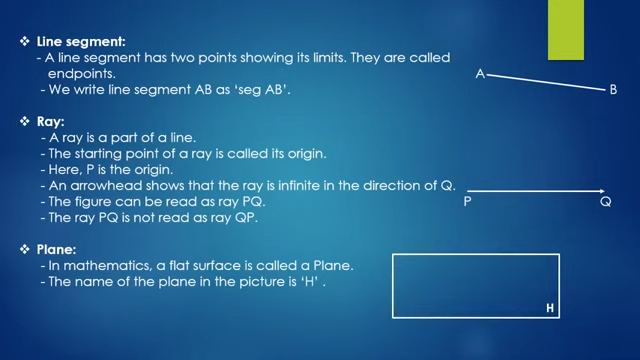 ❖ Line segment:
- A line segment has two points showing its limits. They are called
endpoints.
- We write line segment AB as ‘seg AB’.
A
B
❖ Ray:
- A ray is a part of a line.
- The starting point of a ray is called its origin.
- Here, P is the origin.
- An arrowhead shows that the ray is infinite in the direction of Q.
- The figure can be read as ray PQ.
- The ray PQ is not read as ray QP.
P
Q
❖ Plane:
- In mathematics, a flat surface is called a Plane.
- The name of the plane in the picture is ‘H’ .
H